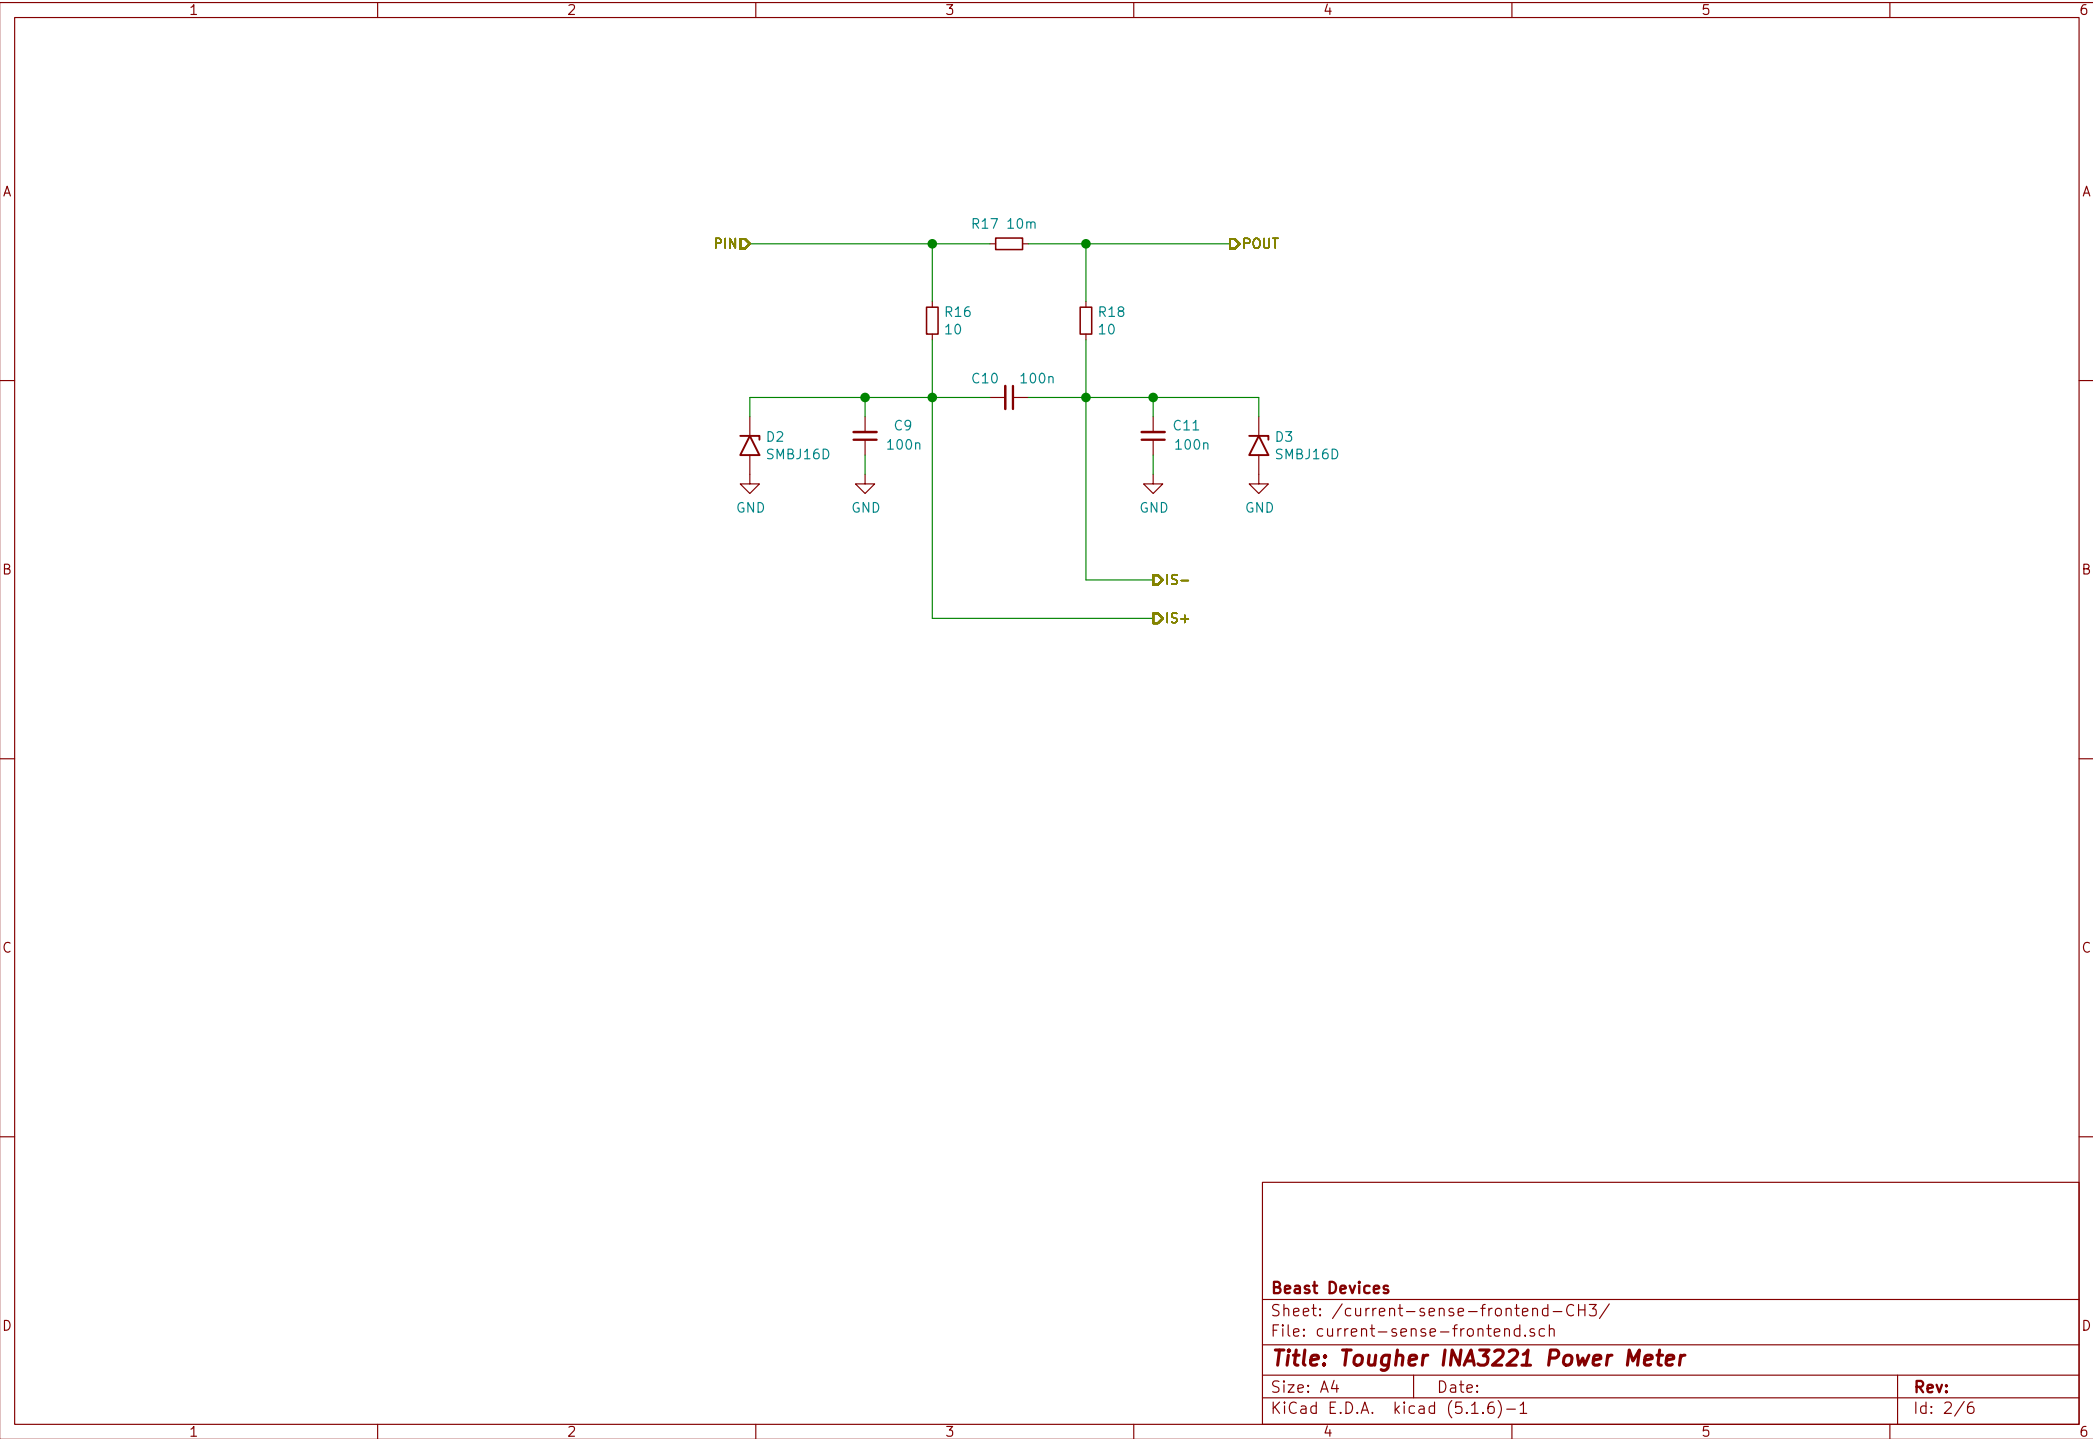 1 2 3 4 5 6
A A
R17 10m
PIN POUT
R16
10
R18
10
C10 100n
D2
SMBJ16D
C9
100n
C11
100n
D3
SMBJ16D
GND GND GND GND
IS-
B B
IS+
C C
Beast Devices
Sheet: /current-sense-frontend-CH3/
File: current-sense-frontend.sch
D D
Title: Tougher INA3221 Power Meter
Size: A4 Date: Rev:
KiCad E.D.A. kicad (5.1.6)-1 Id: 2/6
1 2 3 4 5 6